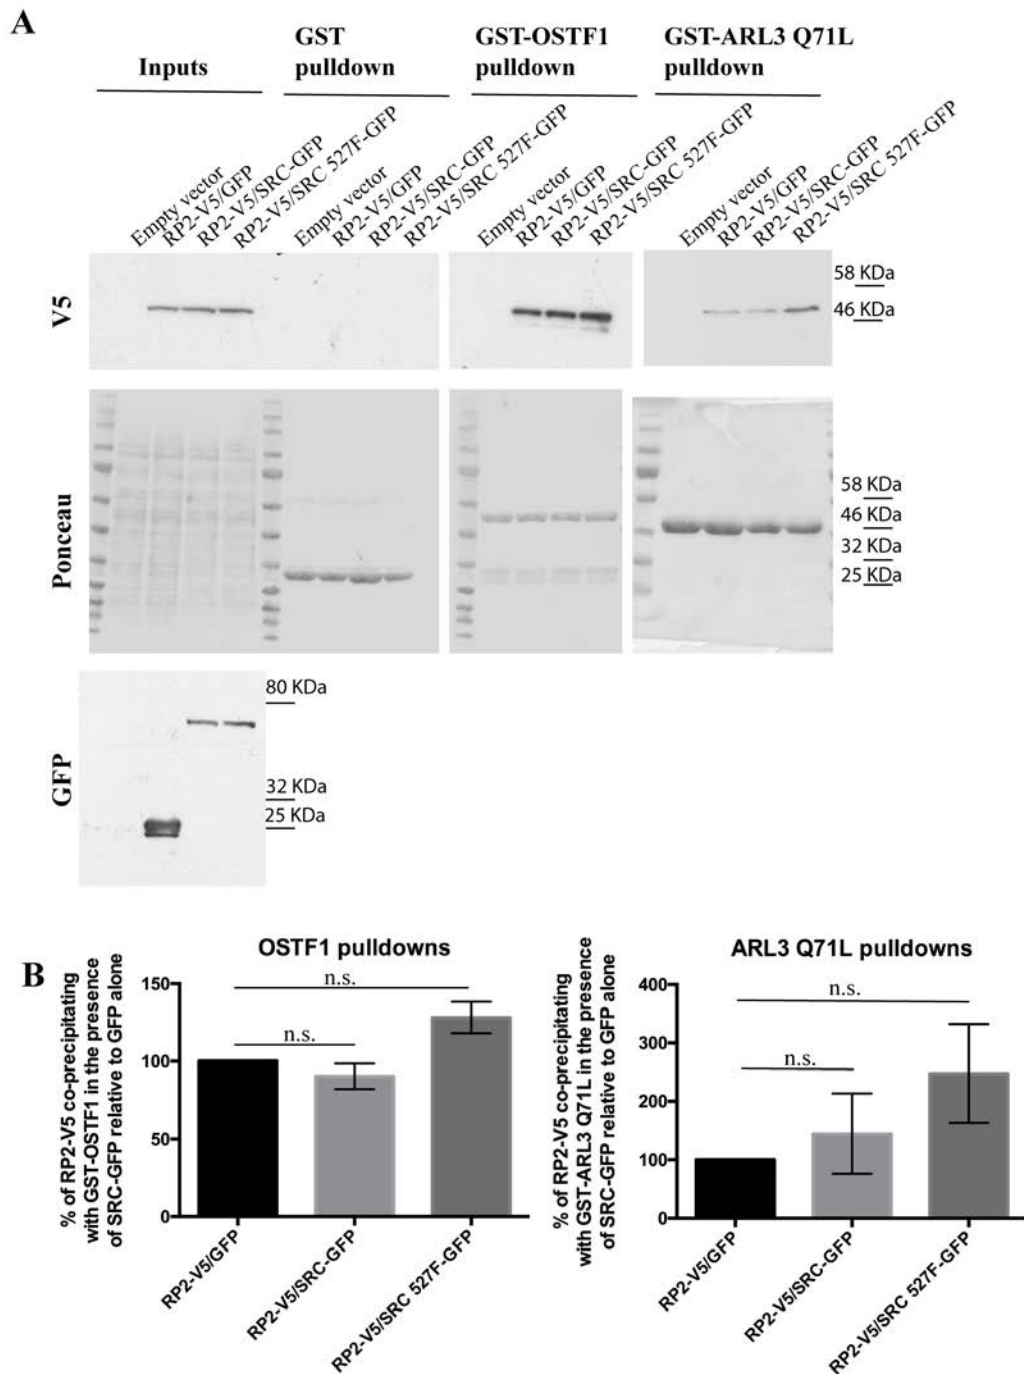 A
Inputs
GST
pulldown
GST-OSTF1
pulldown
GST-ARL3 Q71L
pulldown
Empty vector
RP2-V5/GFP
RP2-V5/SRC-GFP
RP2-V5/SRC 527F-GFP
Empty vector
RP2-V5/GFP
RP2-V5/SRC-GFP
RP2-V5/SRC 527F-GFP
Empty vector
RP2-V5/GFP
RP2-V5/SRC-GFP
RP2-V5/SRC 527F-GFP
Empty vector
RP2-V5/GFP
RP2-V5/SRC-GFP
RP2-V5/SRC 527F-GFP
V5
58 KDa
46 KDa
Ponceau
58 KDa
46 KDa
32 KDa
25 KDa
GFP
80 KDa
32 KDa
25 KDa
B
OSTF1 pulldowns
% of RP2-V5 co-precipitating
with GST-OSTF1 in the presence
of SRC-GFP relative to GFP alone
150
100
50
0
n.s.
n.s.
RP2-V5/GFP
RP2-V5/SRC-GFP
RP2-V5/SRC 527F-GFP
ARL3 Q71L pulldowns
% of RP2-V5 co-precipitating
with GST-ARL3 Q71L in the presence
of SRC-GFP relative to GFP alone
400
300
200
100
0
n.s.
n.s.
RP2-V5/GFP
RP2-V5/SRC-GFP
RP2-V5/SRC 527F-GFP